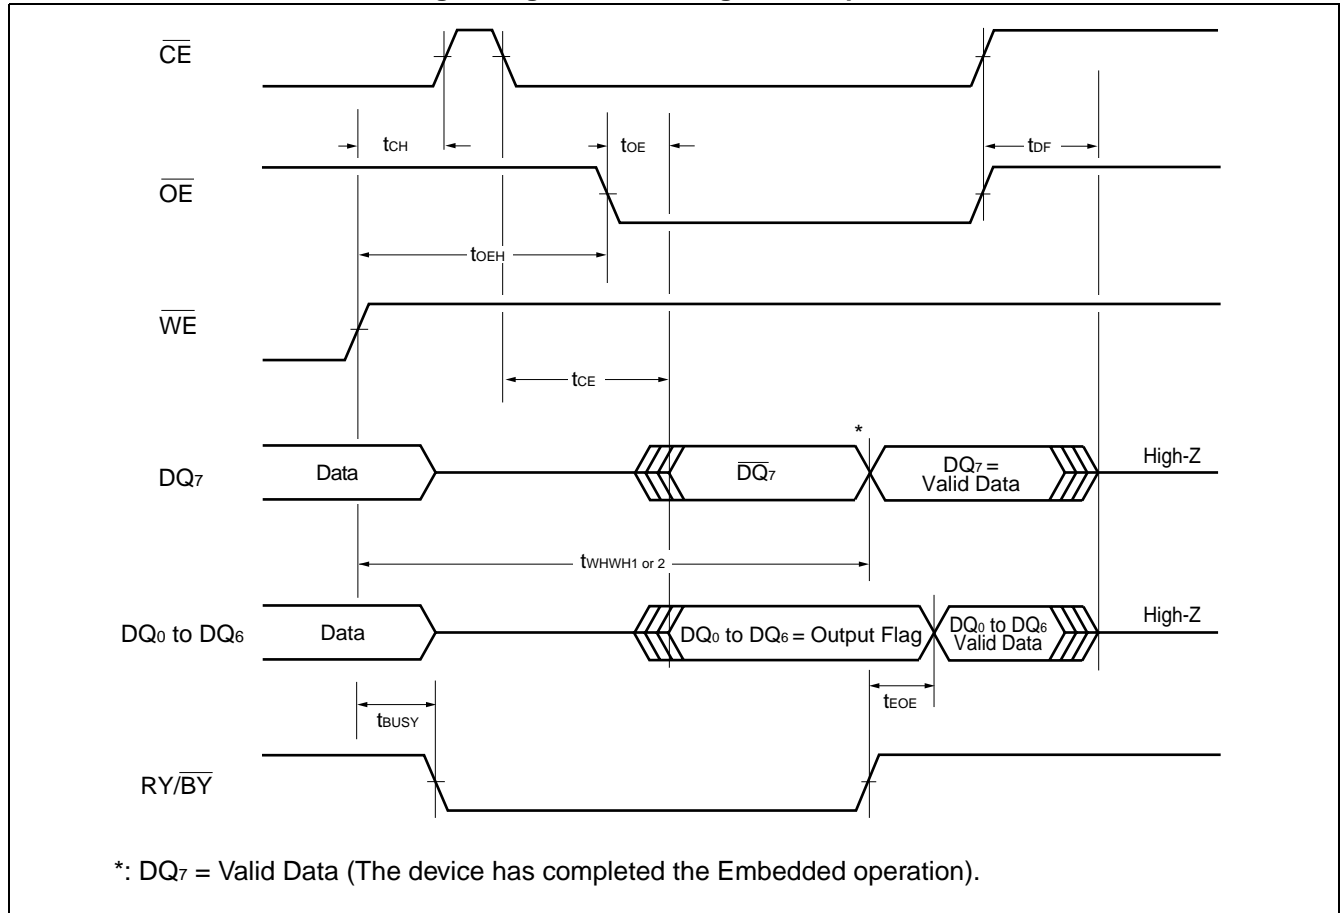 CE
tCH
tOE
tDF
OE
tOEH
WE
tCE
*
DQ7
Data
DQ7
DQ7 =
Valid Data
High-Z
tWHWH1 or 2
DQ0 to DQ6
Data
DQ0 to DQ6 = Output Flag
DQ0 to DQ6
Valid Data
High-Z
tBUSY
tEOE
RY/BY
*: DQ7 = Valid Data (The device has completed the Embedded operation).